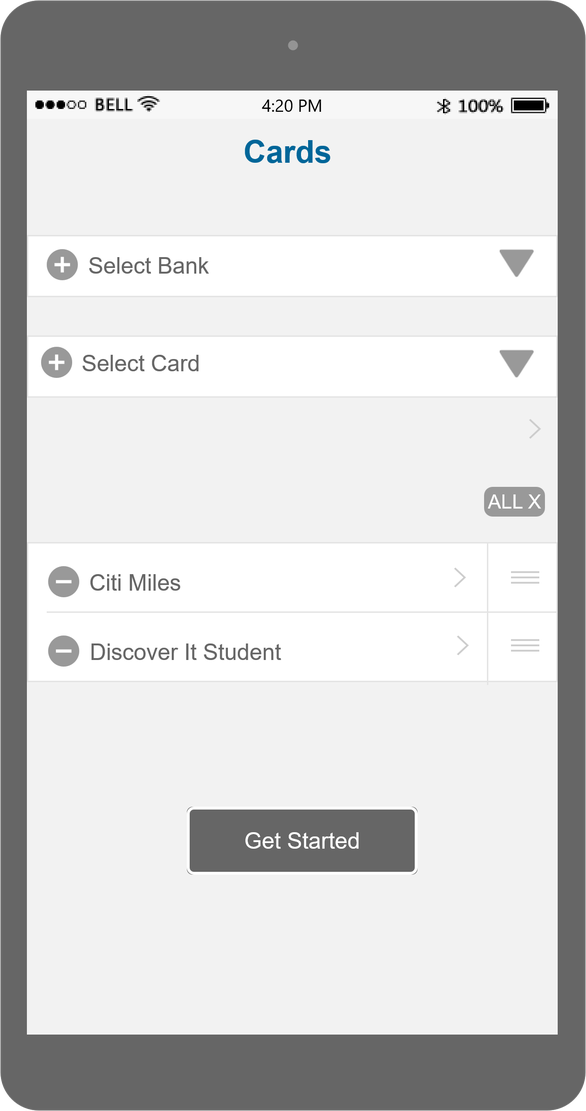 BELL 4:20 PM 100%
Cards
Select Bank
Select Card
ALL X
Citi Miles
Discover It Student
Get Started